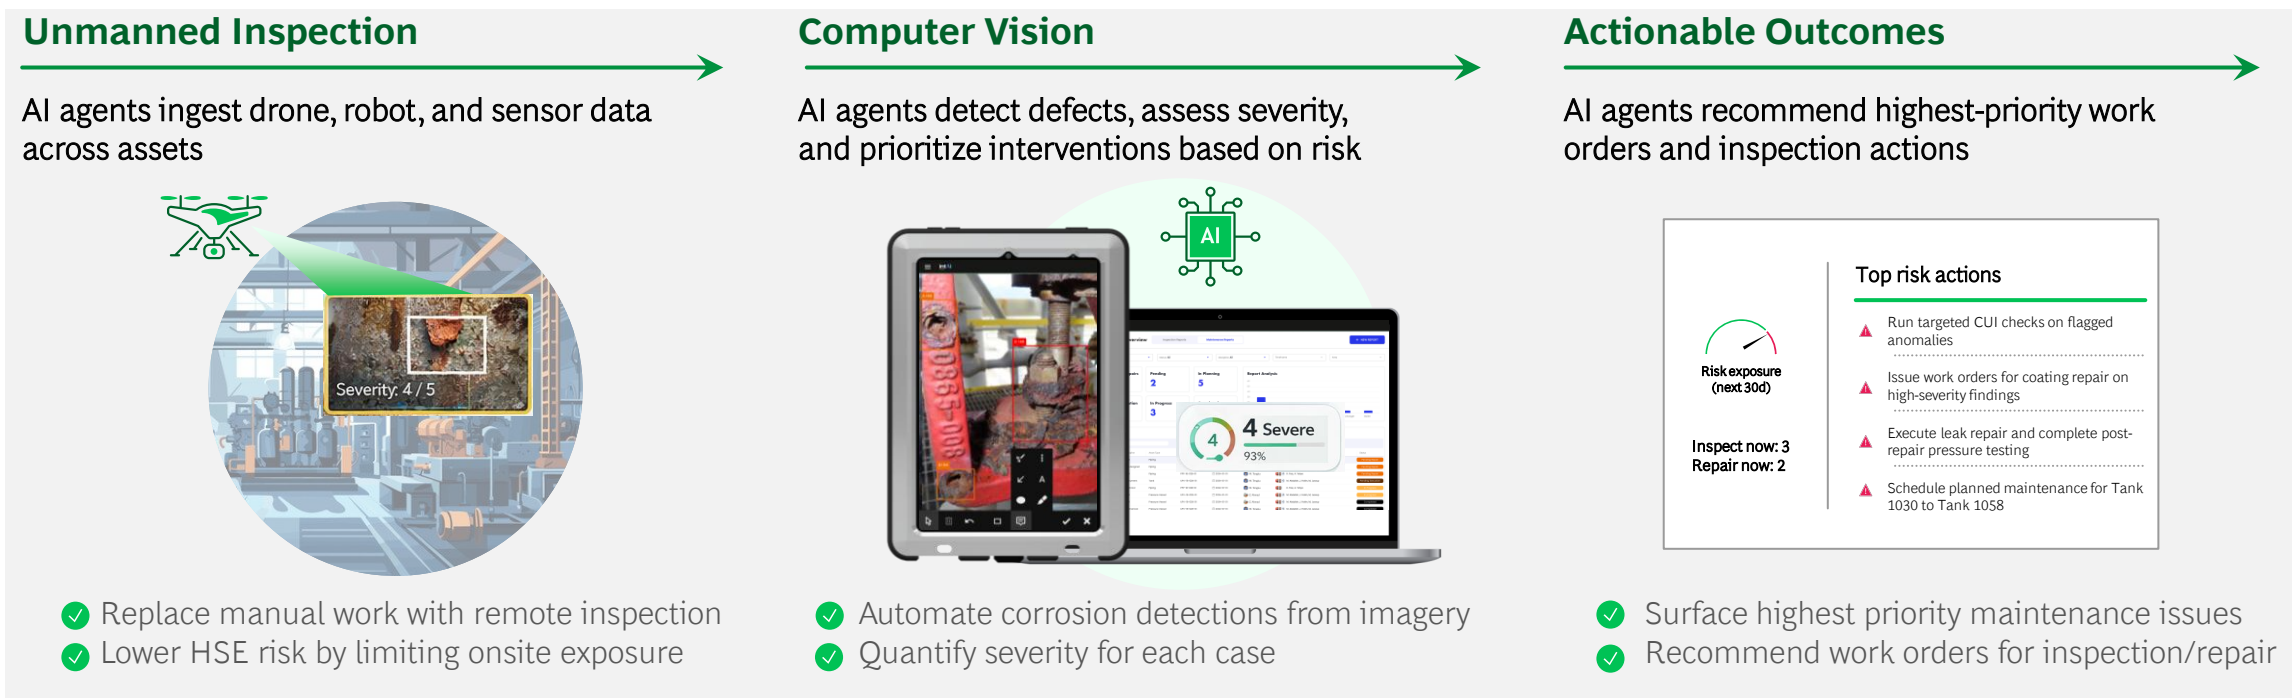 Unmanned Inspection
AI agents ingest drone, robot, and sensor data
across assets
Severity: 4 / 5
Replace manual work with remote inspection
Lower HSE risk by limiting onsite exposure
Computer Vision
AI agents detect defects, assess severity,
and prioritize interventions based on risk
AI
0865-008
Pending
2
In Planning
5
Report Analysis
In Progress
3
4
4 Severe
93%
Automate corrosion detections from imagery
Quantify severity for each case
Actionable Outcomes
AI agents recommend highest-priority work
orders and inspection actions
Risk exposure
(next 30d)
Inspect now: 3
Repair now: 2
Top risk actions
Run targeted CUI checks on flagged
anomalies
Issue work orders for coating repair on
high-severity findings
Execute leak repair and complete post-
repair pressure testing
Schedule planned maintenance for Tank
1030 to Tank 1058
Surface highest priority maintenance issues
Recommend work orders for inspection/repair